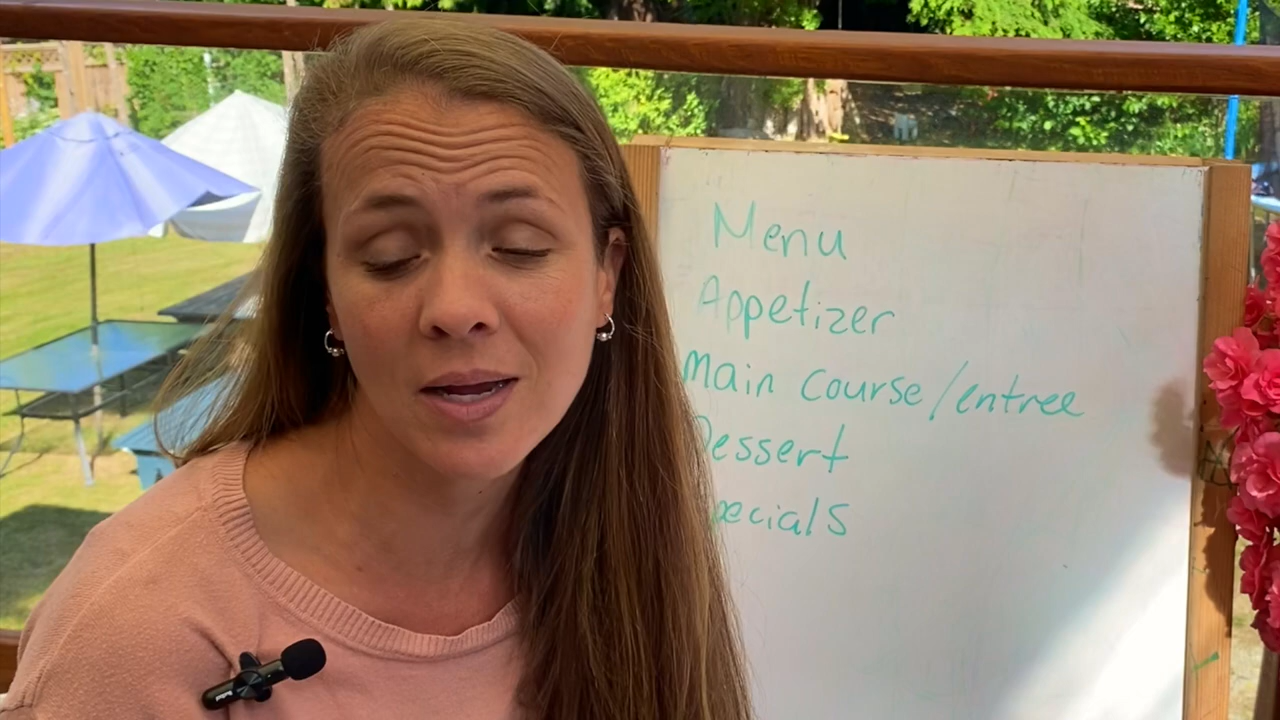 Menu
Appetizer
Main course/entree
Dessert
pecials